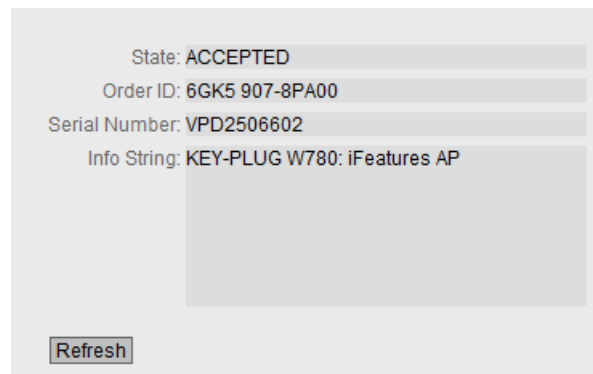 State: ACCEPTED
Order ID: 6GK5 907-8PA00
Serial Number: VPD2506602
Info String: KEY-PLUG W780: iFeatures AP
Refresh